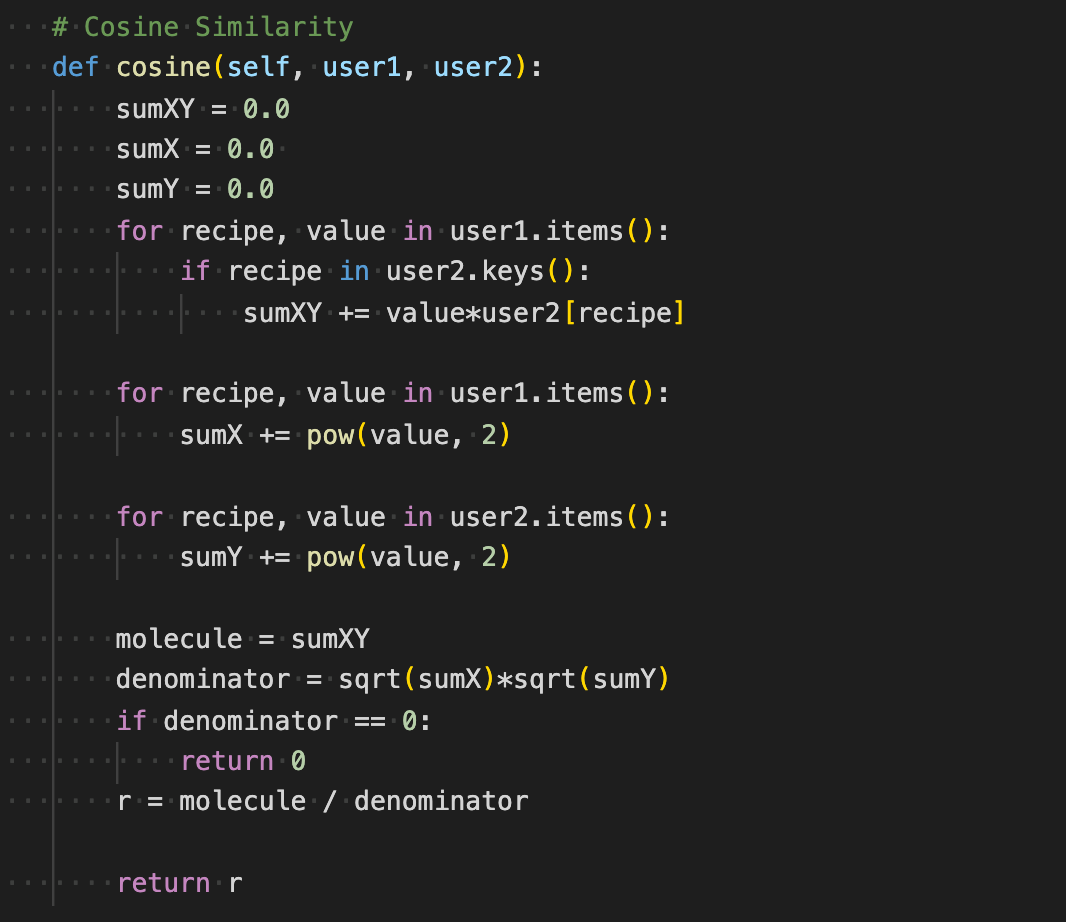 # Cosine Similarity
def cosine(self, user1, user2):
sumXY = 0.0
sumX = 0.0
sumY = 0.0
for recipe, value in user1.items():
if recipe in user2.keys():
sumXY += value*user2[recipe]
for recipe, value in user1.items():
sumX += pow(value, 2)
for recipe, value in user2.items():
sumY += pow(value, 2)
molecule = sumXY
denominator = sqrt(sumX)*sqrt(sumY)
if denominator == 0:
return 0
r = molecule / denominator
return r